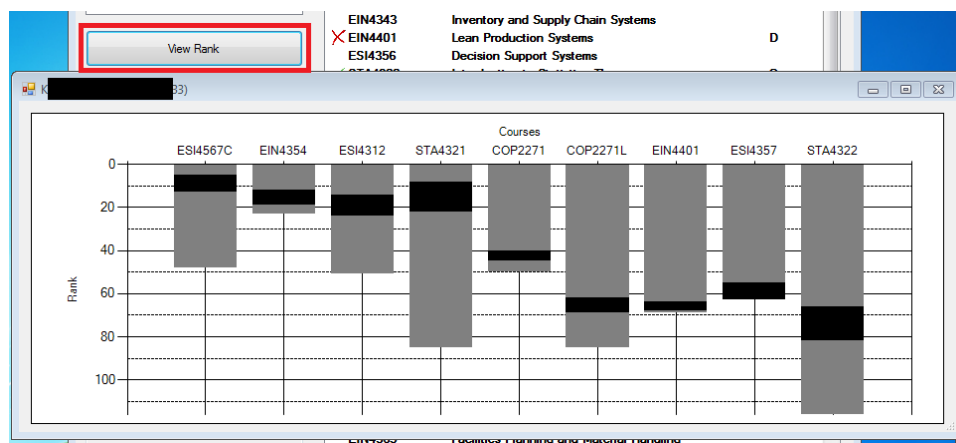 EIN4343 Inventory and Supply Chain Systems
View Rank
EIN4401 Lean Production Systems D
ESI4356 Decision Support Systems
K 33)
Courses
ESI4567C EIN4354 ESI4312 STA4321 COP2271 COP2271L EIN4401 ESI4357 STA4322
0
20
40
Rank
60
80
100